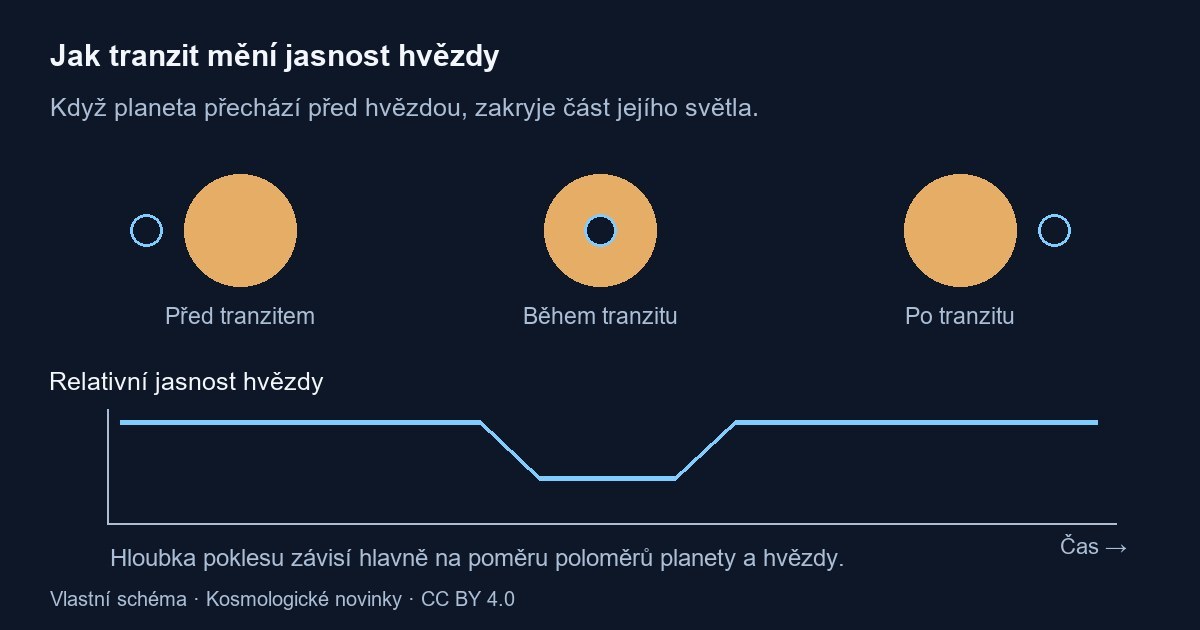 Jak tranzit mění jasnost hvězdy
Když planeta přechází před hvězdou, zakryje část jejího světla.
Před tranzitem
Během tranzitu
Po tranzitu
Relativní jasnost hvězdy
Čas →
Hloubka poklesu závisí hlavně na poměru poloměrů planety a hvězdy.
Vlastní schéma · Kosmologické novinky · CC BY 4.0